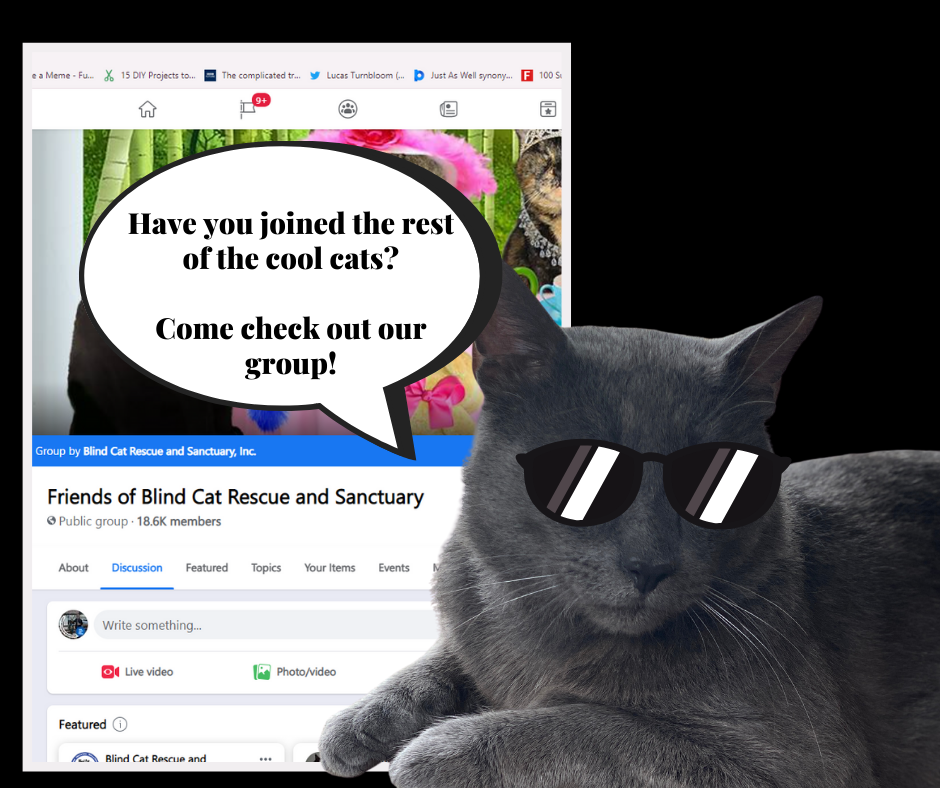 e a Meme - Fu... 15 DIY Projects to... The complicated tr... Lucas Turnbloom (... Just As Well synony... F 100 Su
9+
Have you joined the rest
of the cool cats?
Come check out our
group!
Group by Blind Cat Rescue and Sanctuary, Inc.
Friends of Blind Cat Rescue and Sanctuary
Public group · 18.6K members
About Discussion Featured Topics Your Items Events M
Write something...
Live video Photo/video
Featured
Blind Cat Rescue and